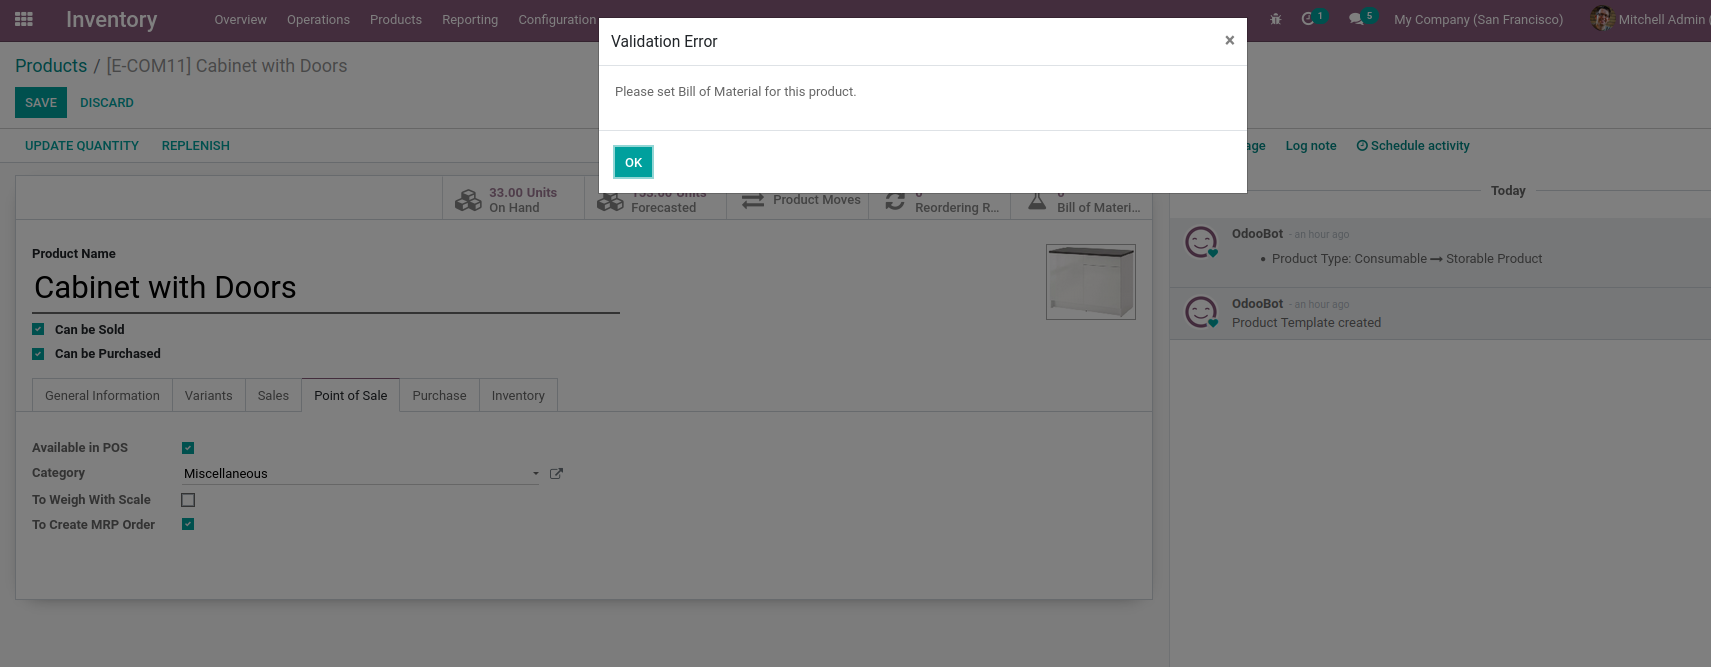 Inventory Overview Operations Products Reporting Configuration 1 5 My Company (San Francisco) Mitchell Admin (
Validation Error ×
Please set Bill of Material for this product.
OK
Products / [E-COM11] Cabinet with Doors
SAVE DISCARD
UPDATE QUANTITY REPLENISH
age Log note Schedule activity
33.00 Units
On Hand
Units
Forecasted
Product Moves
Reordering R...
Bill of Materi...
Product Name
Cabinet with Doors
Can be Sold
Can be Purchased
General Information Variants Sales Point of Sale Purchase Inventory
Available in POS
Category Miscellaneous
To Weigh With Scale
To Create MRP Order
Today
OdooBot - an hour ago
• Product Type: Consumable → Storable Product
OdooBot - an hour ago
Product Template created